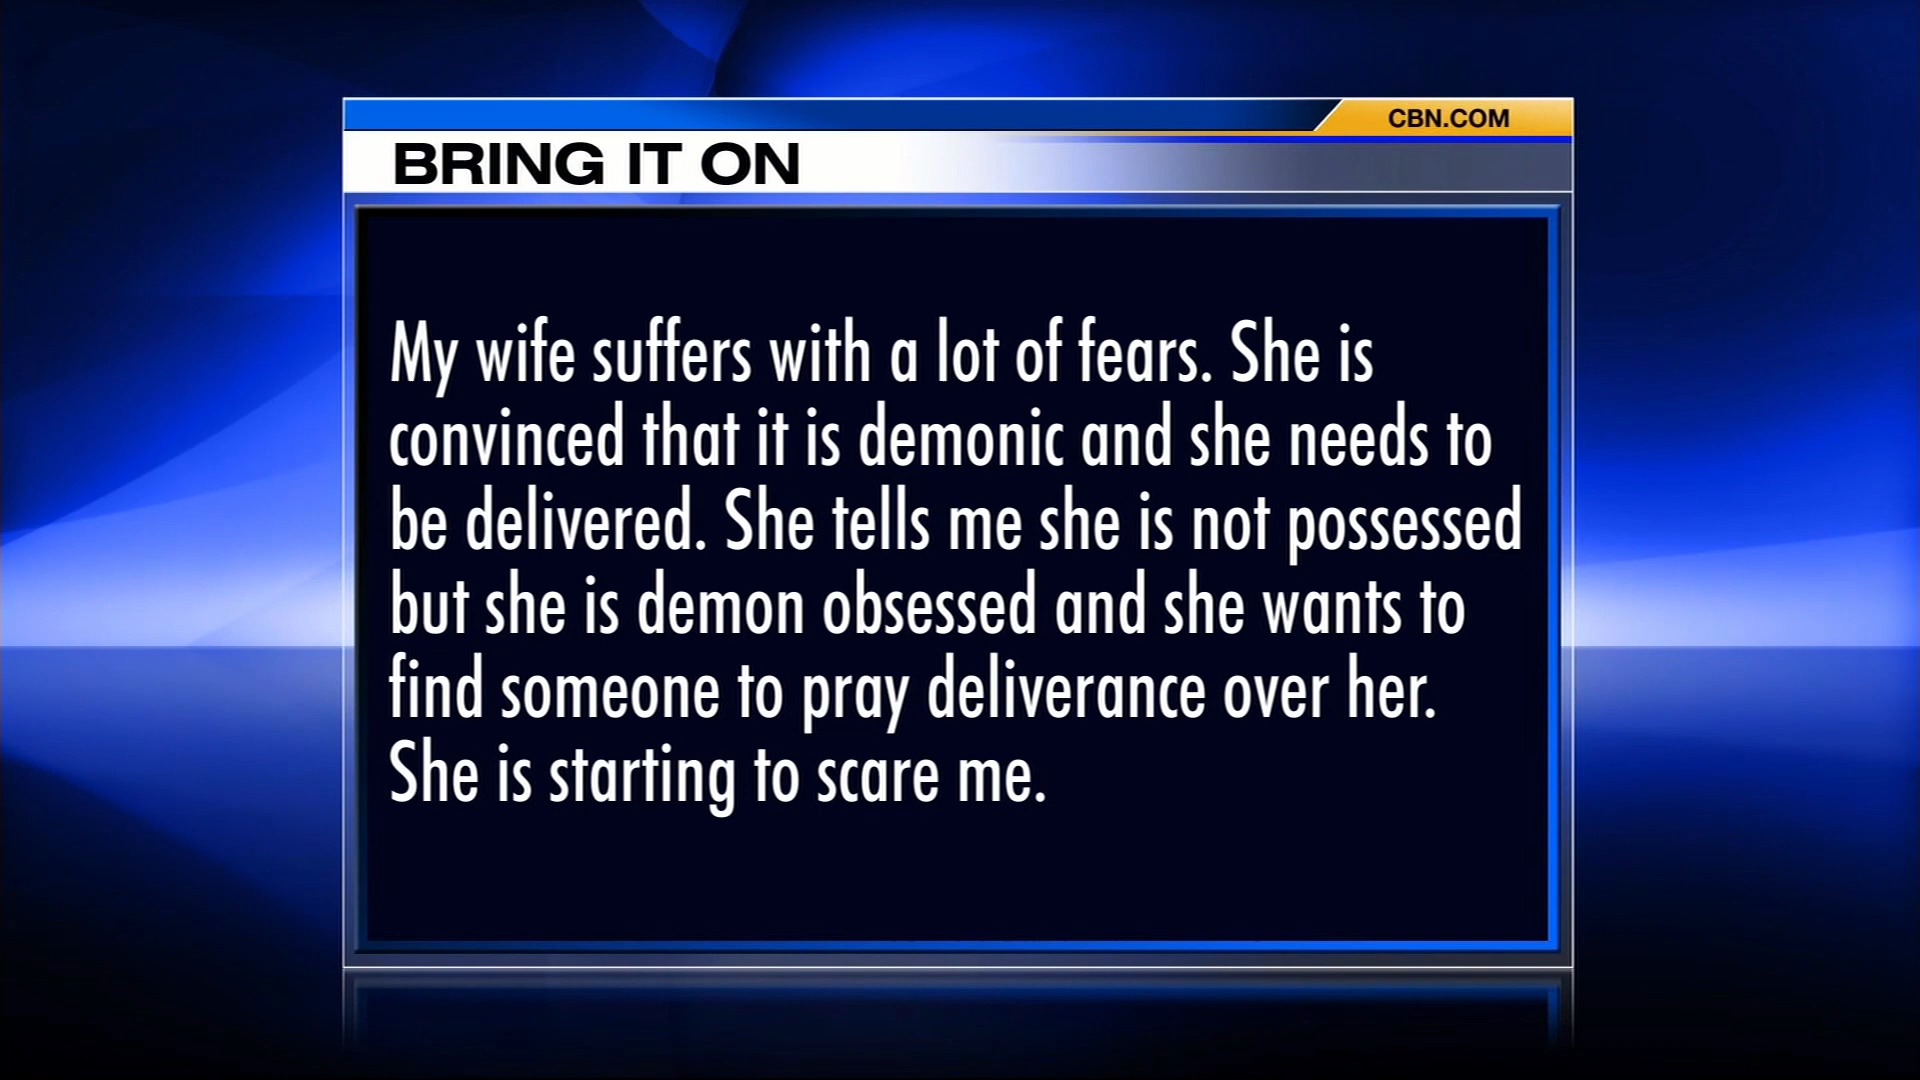 CBN.COM
BRING IT ON
My wife suffers with a lot of fears. She is
convinced that it is demonic and she needs to
be delivered. She tells me she is not possessed
but she is demon obsessed and she wants to
find someone to pray deliverance over her.
She is starting to scare me.